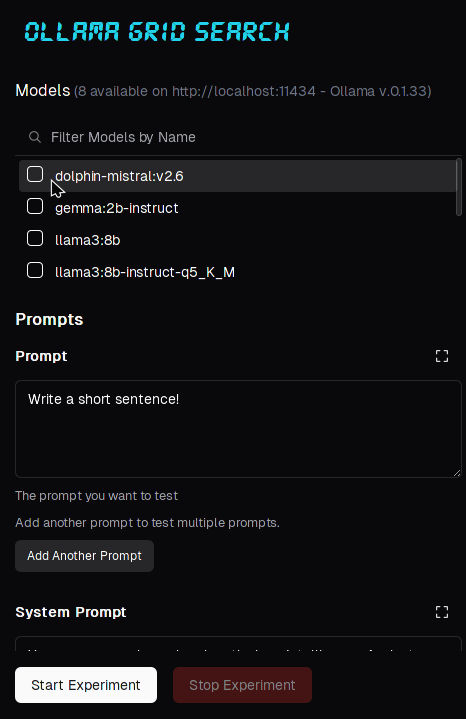 OLLAMA GRID SEARCH
Models (8 available on http://localhost:11434 - Ollama v.0.1.33)
Filter Models by Name
dolphin-mistral:v2.6
gemma:2b-instruct
llama3:8b
llama3:8b-instruct-q5_K_M
Prompts
Prompt
Write a short sentence!
The prompt you want to test
Add another prompt to test multiple prompts.
Add Another Prompt
System Prompt
Start Experiment
Stop Experiment